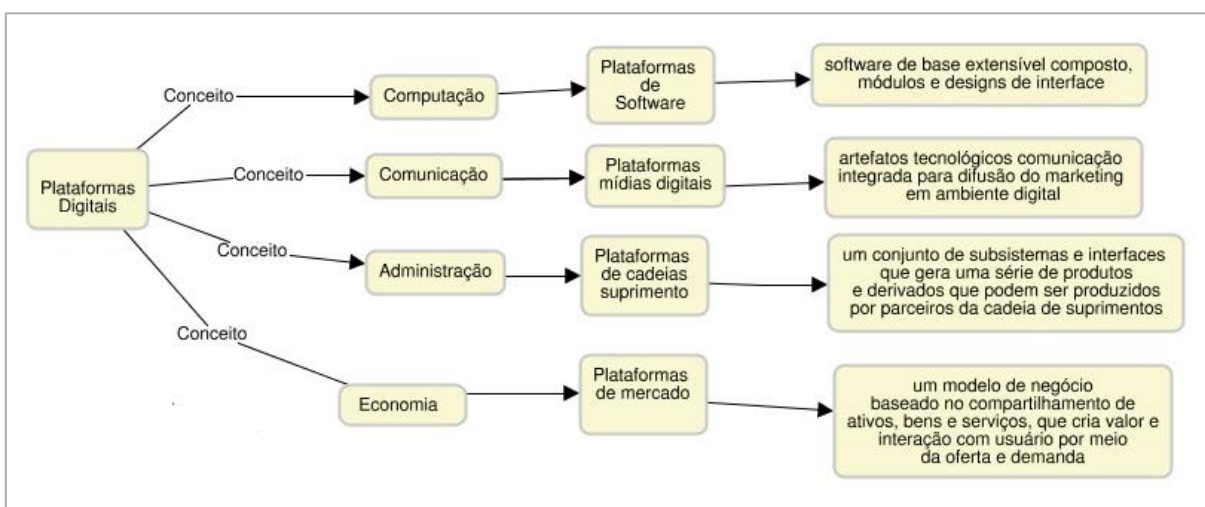 Plataformas
Digitais
Conceito
Computação
Plataformas
de
Software
software de base extensível composto,
módulos e designs de interface
Conceito
Comunicação
Plataformas
mídias digitais
artefatos tecnológicos comunicação
integrada para difusão do marketing
em ambiente digital
Conceito
Administração
Plataformas
de cadeias
suprimento
um conjunto de subsistemas e interfaces
que gera uma série de produtos
e derivados que podem ser produzidos
por parceiros da cadeia de suprimentos
Conceito
Economia
Plataformas
de mercado
um modelo de negócio
baseado no compartilhamento de
ativos, bens e serviços, que cria valor e
interação com usuário por meio
da oferta e demanda